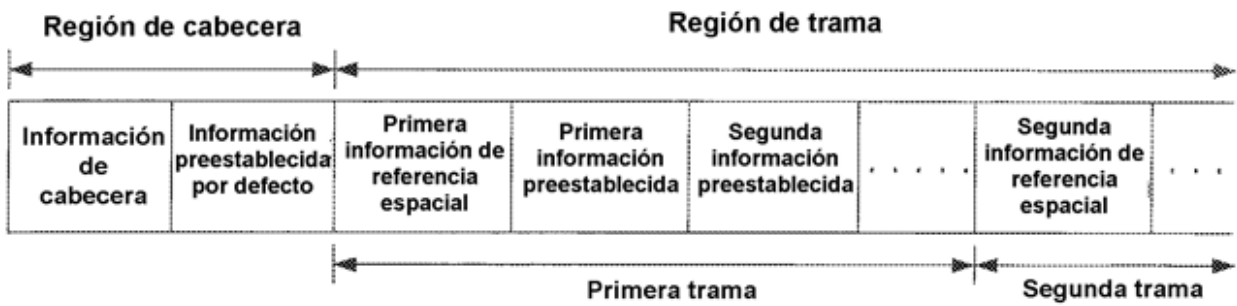 Región de cabecera
Región de trama
Información
de
cabecera
Información
preestablecida
por defecto
Primera
información de
referencia
espacial
Primera
información
preestablecida
Segunda
información
preestablecida
. . . . .
Segunda
información de
referencia
espacial
. . .
Primera trama
Segunda trama